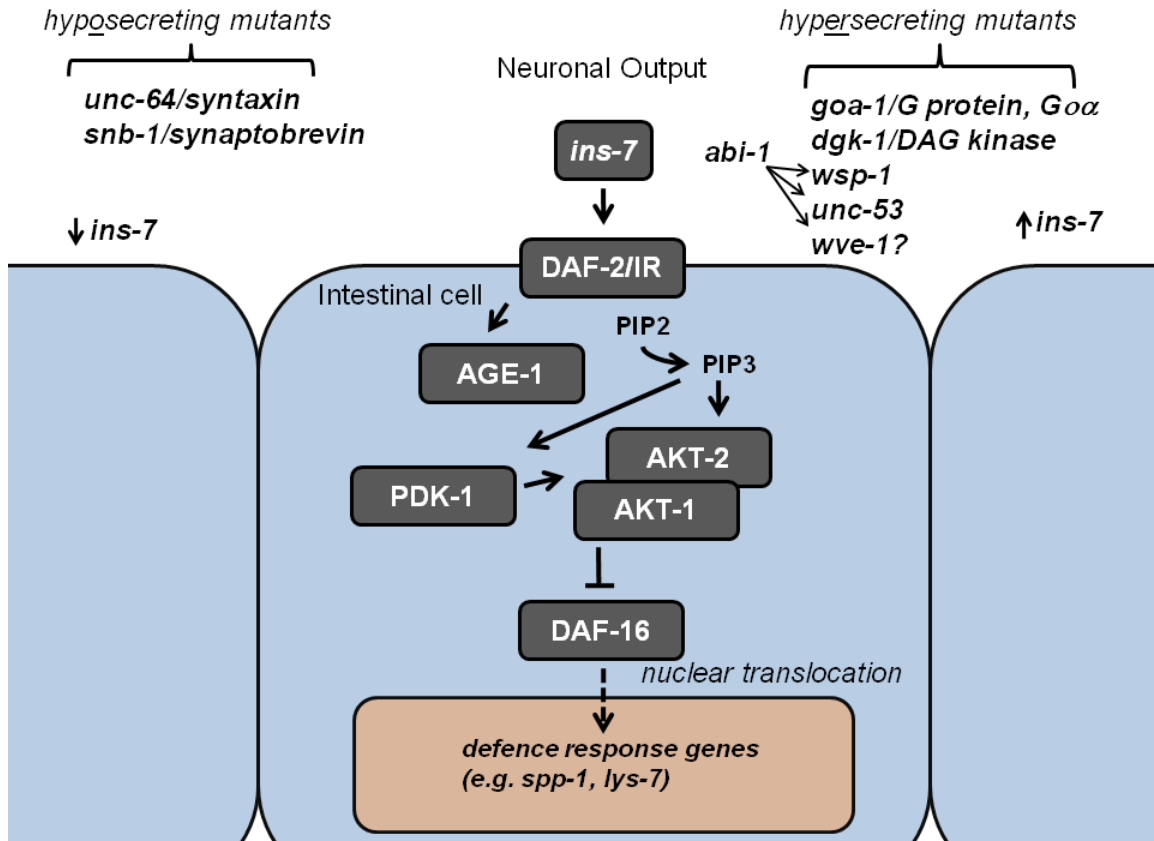 hyposecreting mutants
unc-64/syntaxin
snb-1/synaptobrevin
↓ ins-7
Neuronal Output
ins-7
hypersecreting mutants
goa-1/G protein, Goα
dgk-1/DAG kinase
abi-1
wsp-1
unc-53
wve-1?
↑ ins-7
DAF-2/IR
Intestinal cell
PIP2
PIP3
AGE-1
AKT-2
PDK-1
AKT-1
DAF-16
nuclear translocation
defence response genes
(e.g. spp-1, lys-7)